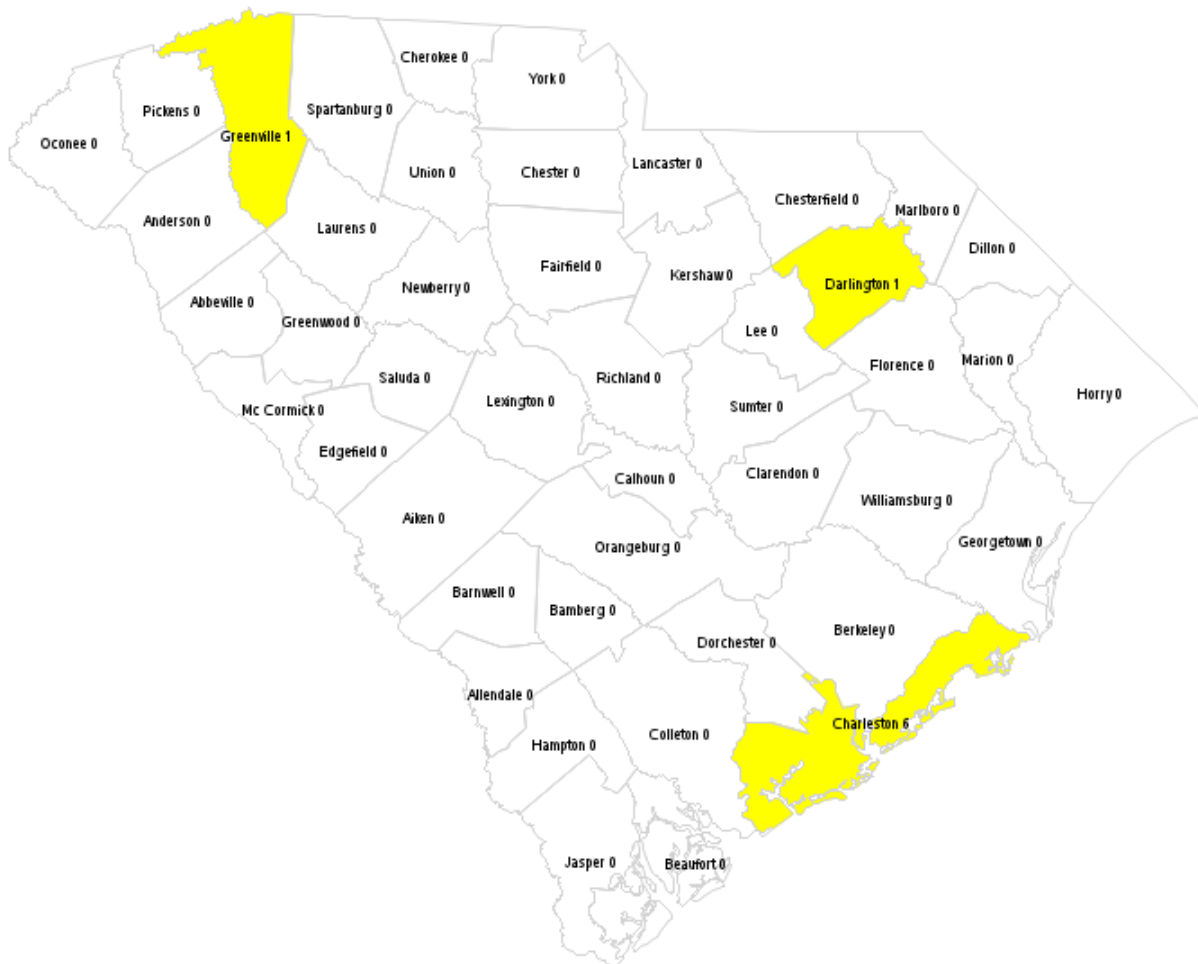 Cherokee 0
York 0
Pickens 0
Spartanburg 0
Oconee 0
Greenville 1
Union 0
Chester 0
Lancaster 0
Anderson 0
Laurens 0
Chesterfield 0
Marlboro 0
Dillon 0
Fairfield 0
Kershaw 0
Newberry 0
Darlington 1
Abbeville 0
Greenwood 0
Lee 0
Florence 0
Marion 0
Saluda 0
Richland 0
Horry 0
Mc Cormick 0
Lexington 0
Sumter 0
Edgefield 0
Calhoun 0
Clarendon 0
Williamsburg 0
Aiken 0
Orangeburg 0
Georgetown 0
Barnwell 0
Bamberg 0
Dorchester 0
Berkeley 0
Allendale 0
Charleston 6
Hampton 0
Colleton 0
Jasper 0
Beaufort 0